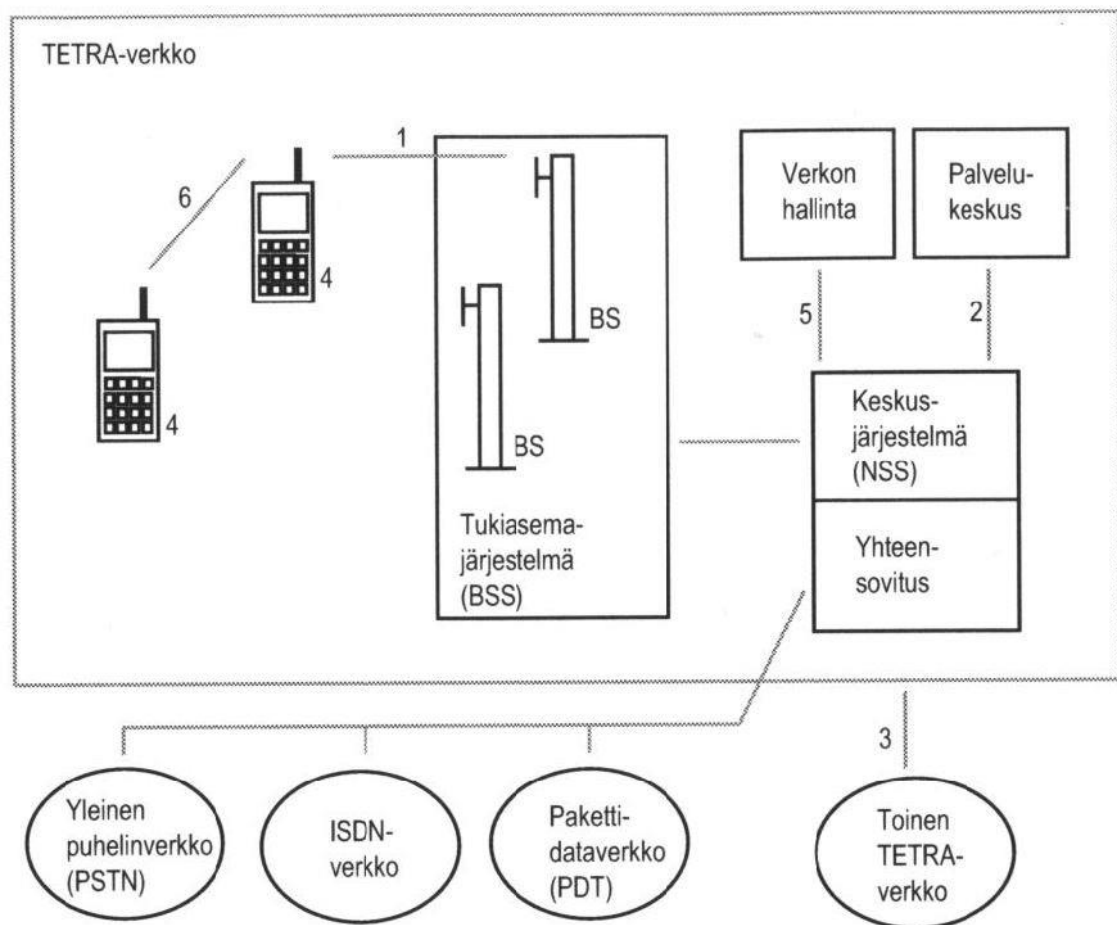 TETRA-verkko
1
6
4
4
BS
BS
Tukiasema-
järjestelmä
(BSS)
Verkon
hallinta
Palvelu-
keskus
5
2
Keskus-
järjestelmä
(NSS)
Yhteen-
sovitus
3
Yleinen
puhelinverkko
(PSTN)
ISDN-
verkko
Paketti-
dataverkko
(PDT)
Toinen
TETRA-
verkko